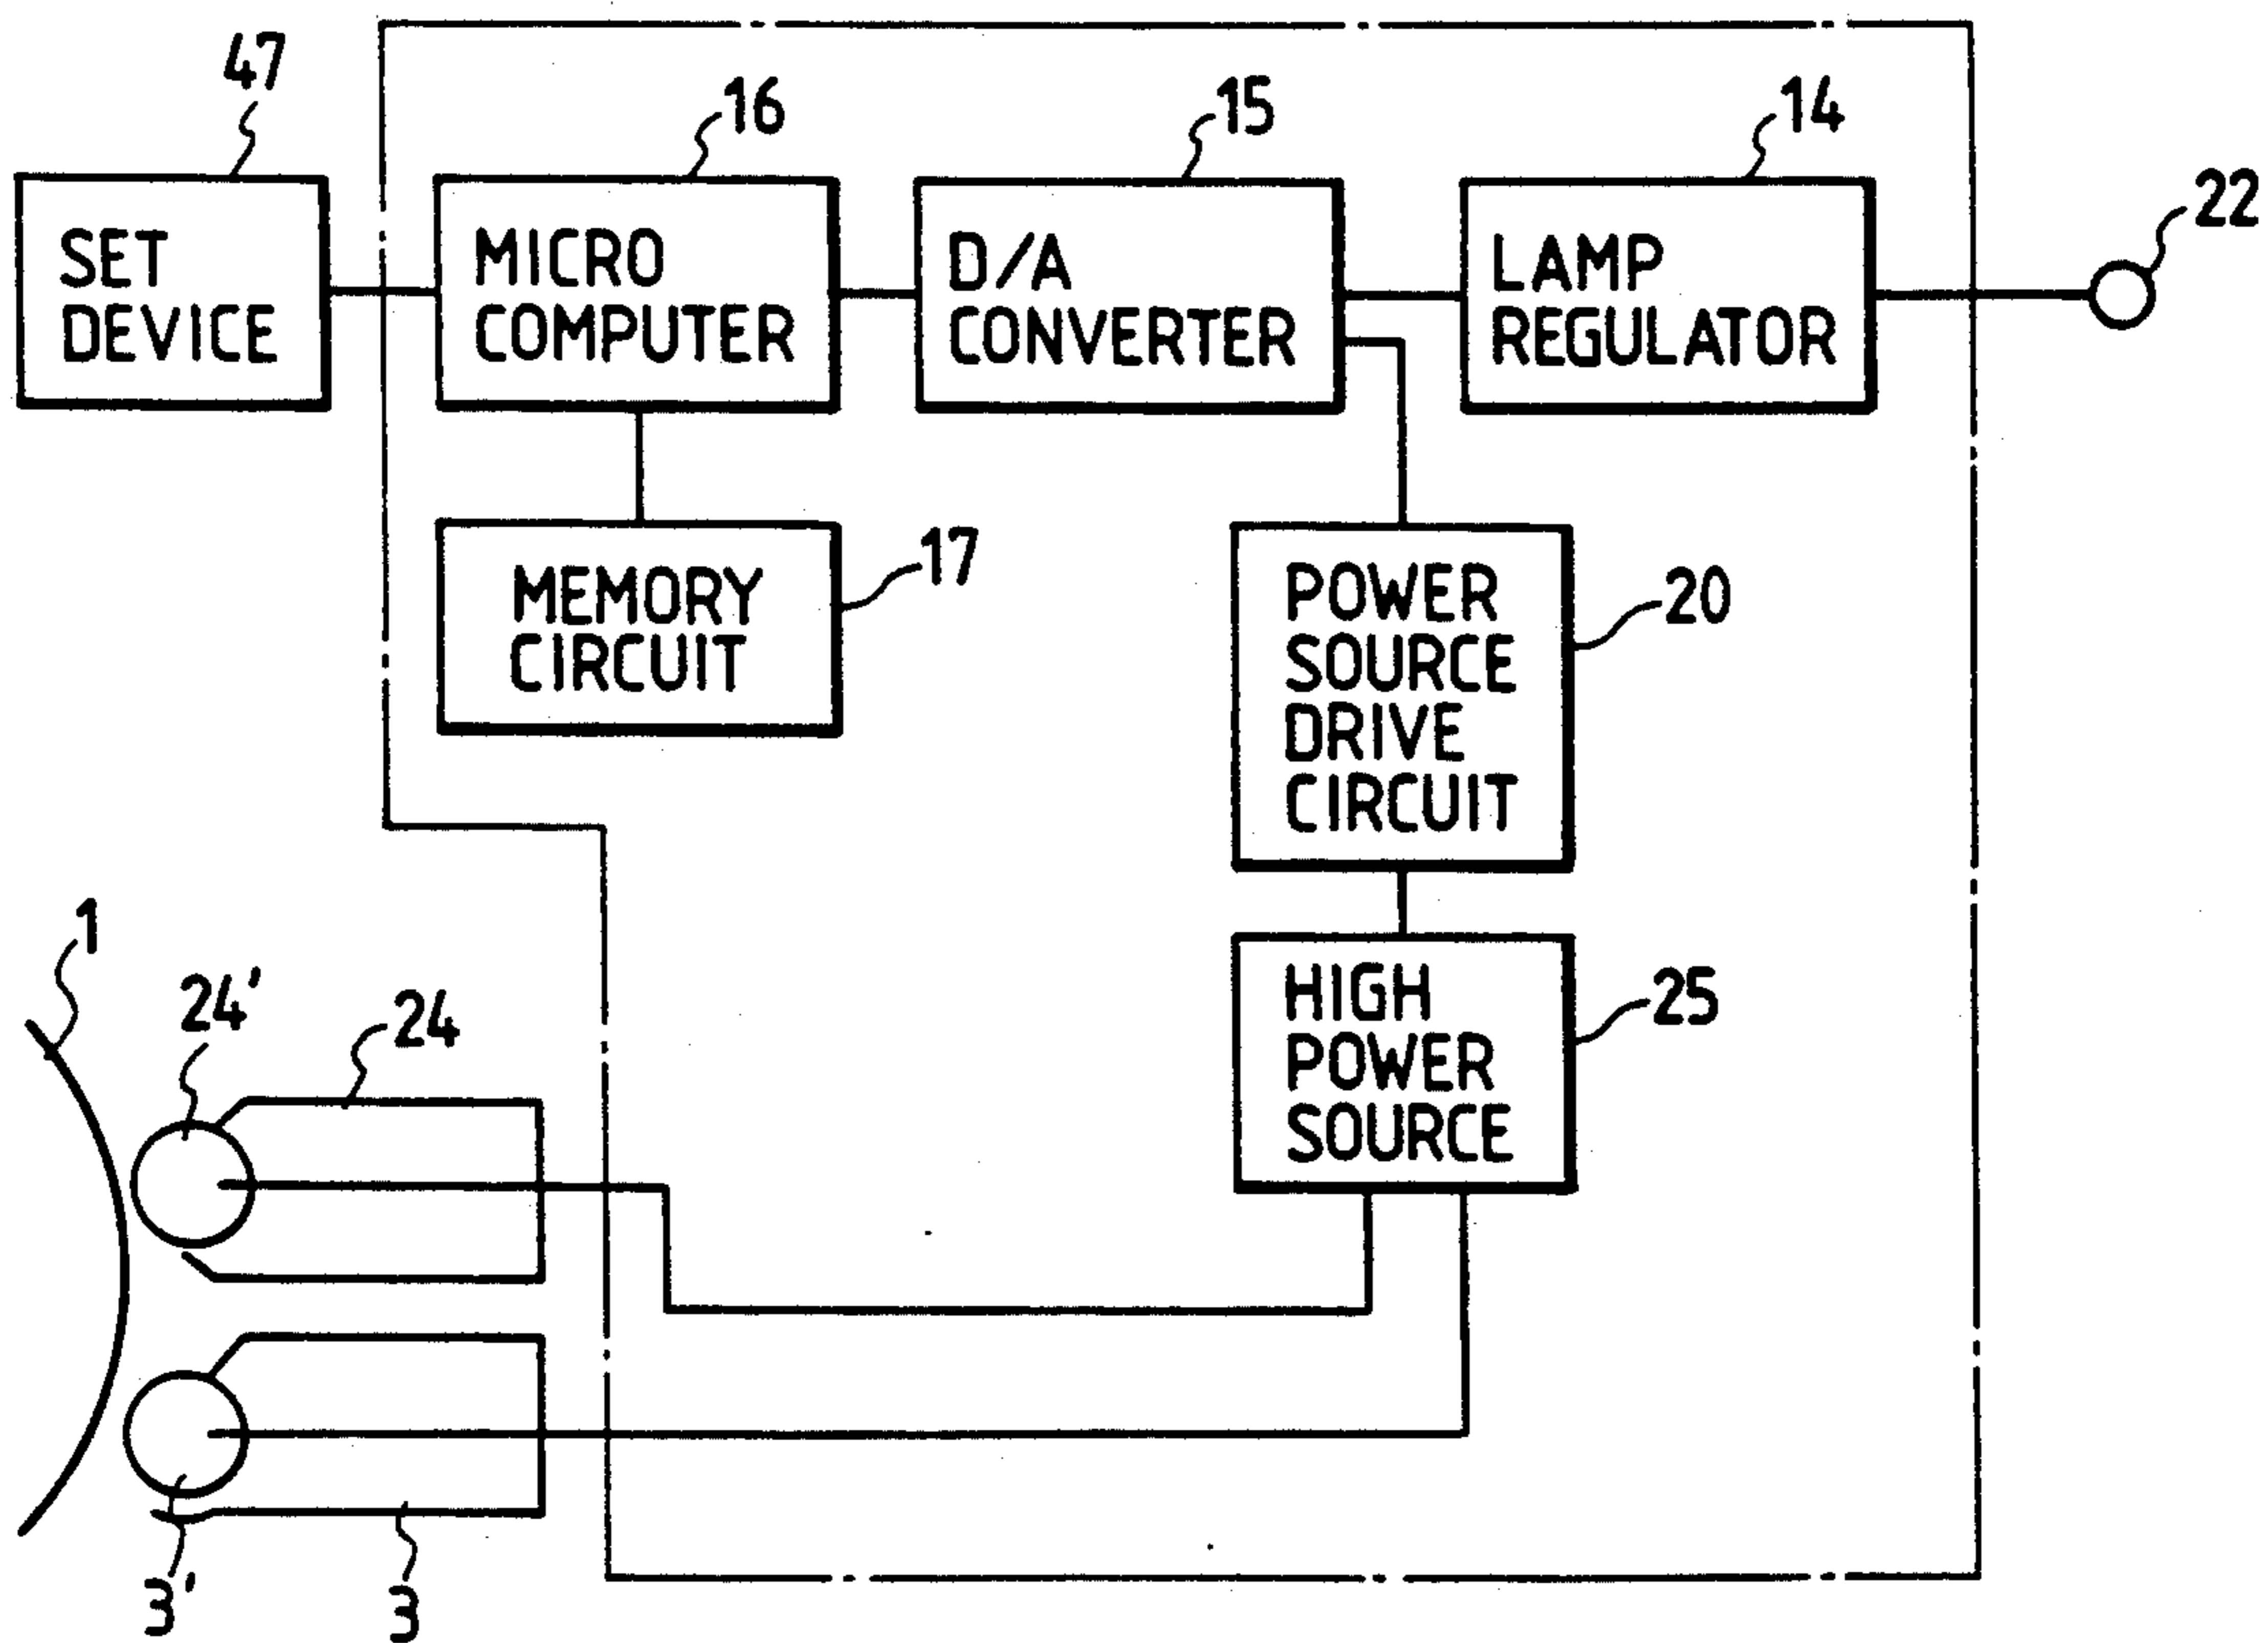 47
16
15
14
22
SET
DEVICE
MICRO
COMPUTER
D/A
CONVERTER
LAMP
REGULATOR
MEMORY
CIRCUIT
17
POWER
SOURCE
DRIVE
CIRCUIT
20
HIGH
POWER
SOURCE
25
1
24'
24
3'
3